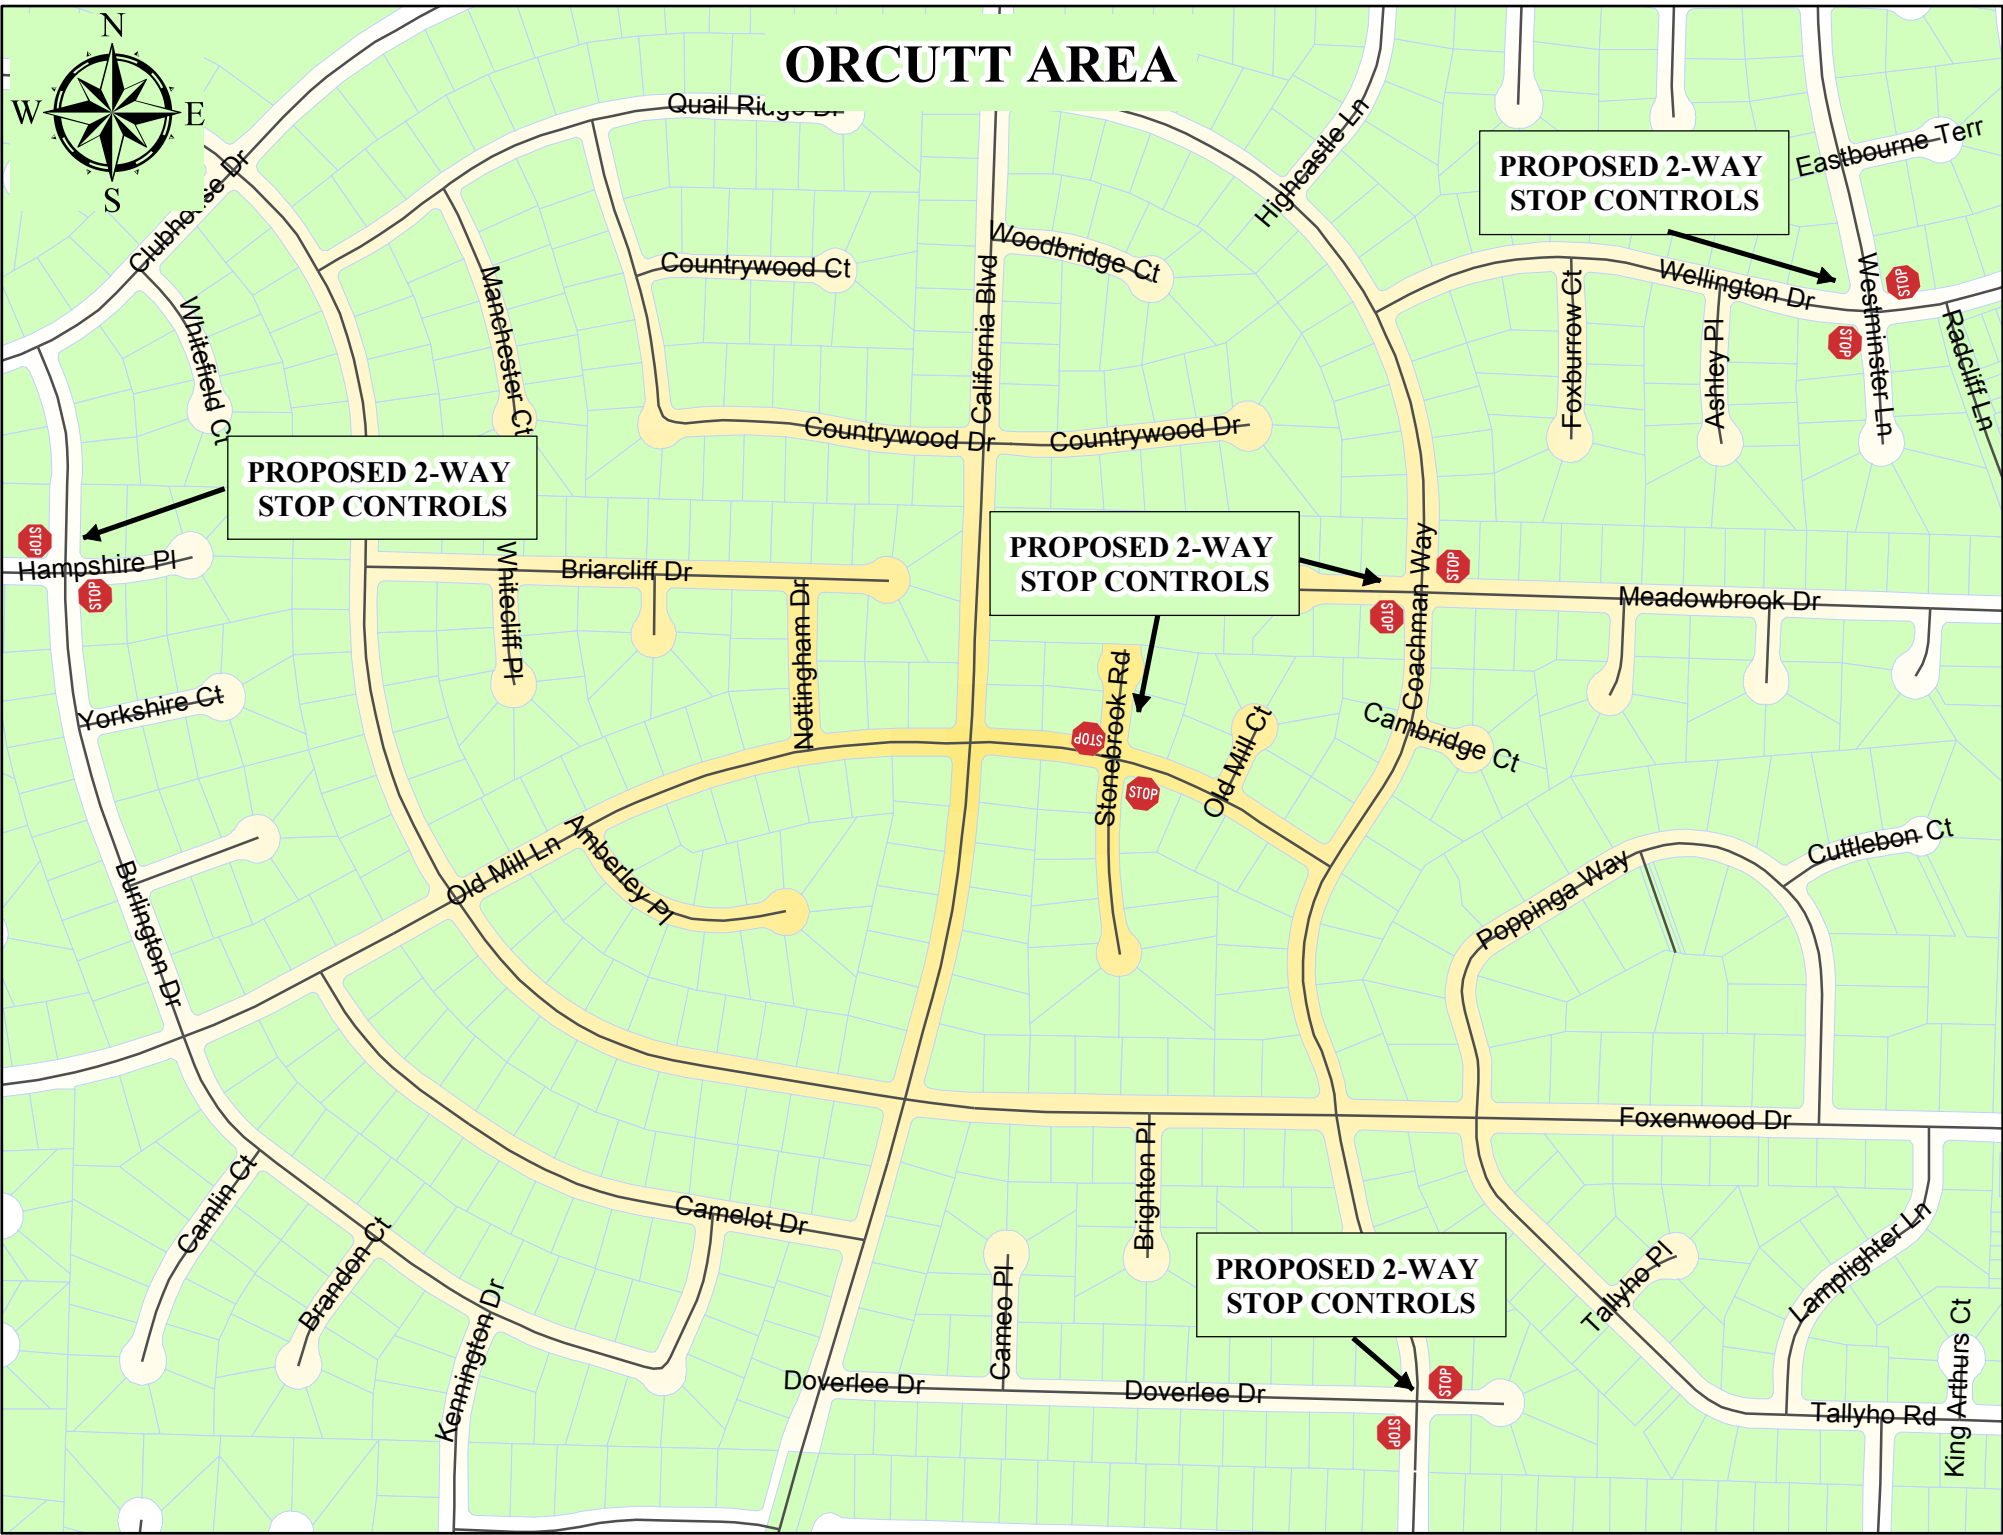 ORCUTT AREA
N
W
E
S
Quail Ridge Dr
Highcastle Ln
Eastbourne Terr
PROPOSED 2-WAY
STOP CONTROLS
Clubhouse Dr
Woodbridge Ct
Countrywood Ct
California Blvd
Wellington Dr
Westminster Ln
STOP
STOP
Foxburrow Ct
Ashley Pl
Radcliff Ln
Whitefield Ct
Manchester Ct
Countrywood Dr
Countrywood Dr
PROPOSED 2-WAY
STOP CONTROLS
STOP
Hampshire Pl
STOP
PROPOSED 2-WAY
STOP CONTROLS
Coachman Way
STOP
STOP
Meadowbrook Dr
Whitecliff Pl
Briarcliff Dr
Nottingham Dr
Yorkshire Ct
Stonebrook Rd
STOP
STOP
Old Mill Ct
Cambridge Ct
Burlington Dr
Old Mill Ln
Amberley Pl
Poppinga Way
Cuttlebon Ct
Foxenwood Dr
Brighton Pl
Camlin Ct
Brandon Ct
Camelot Dr
Kennington Dr
Cameo Pl
PROPOSED 2-WAY
STOP CONTROLS
Tallyho Pl
Lamplighter Ln
King Arthurs Ct
Doverlee Dr
Doverlee Dr
STOP
STOP
Tallyho Rd